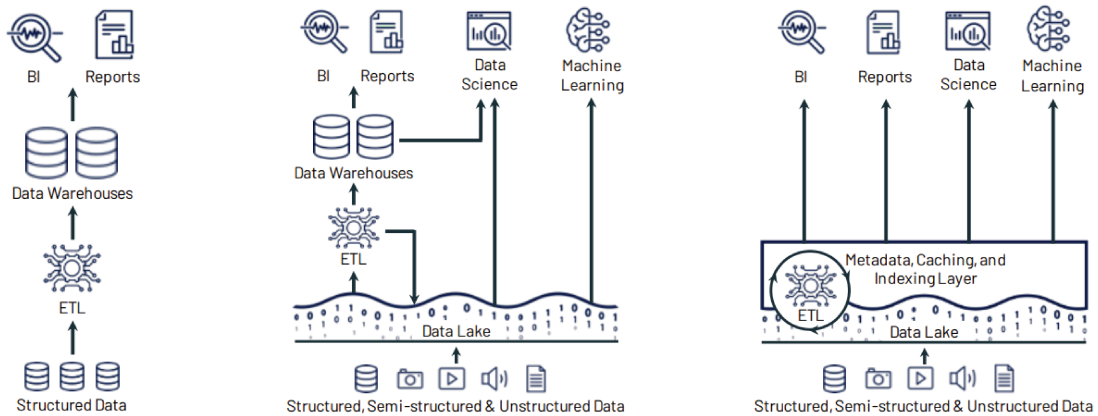 BI
Reports
Data Warehouses
ETL
Structured Data
BI
Reports
Data
Science
Machine
Learning
Data Warehouses
ETL
Data Lake
Structured, Semi-structured & Unstructured Data
BI
Reports
Data
Science
Machine
Learning
Metadata, Caching, and
Indexing Layer
ETL
Data Lake
Structured, Semi-structured & Unstructured Data